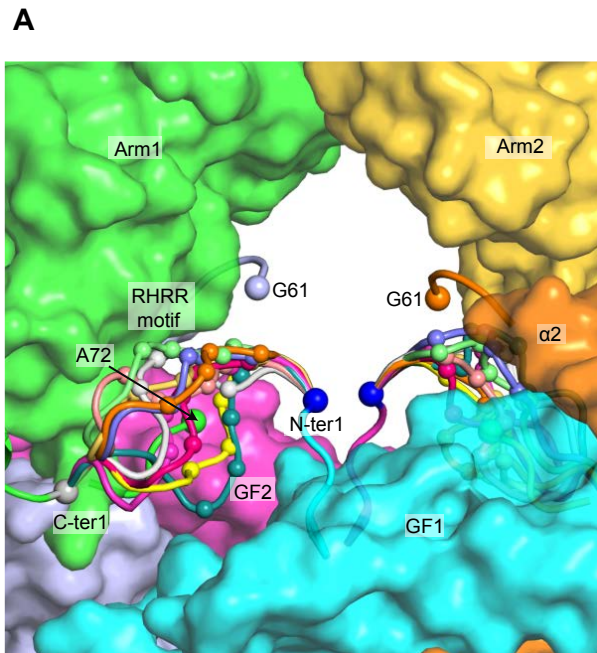 A
Arm1
Arm2
G61
G61
RHRR
motif
α2
A72
N-ter1
GF2
C-ter1
GF1